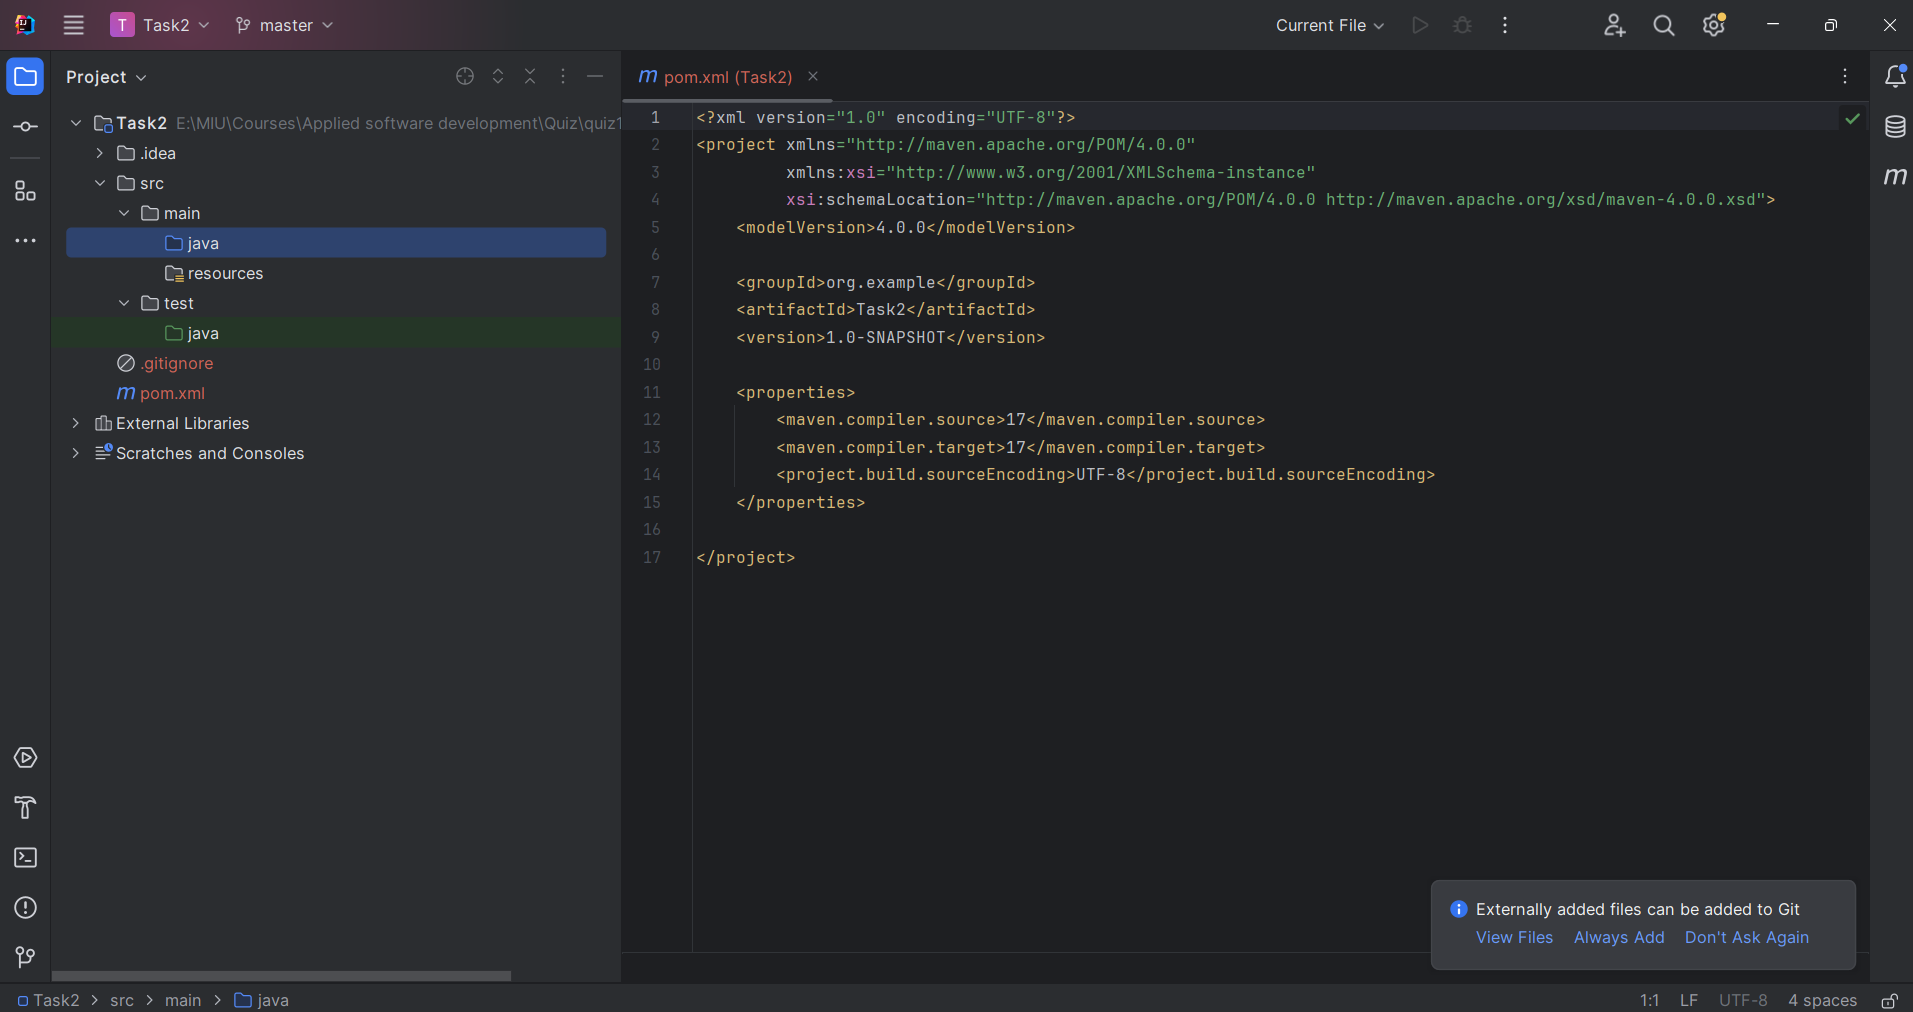 T Task2 master Current File
Project
pom.xml (Task2)
Task2 E:\MIU\Courses\Applied software development\Quiz\quiz1
.idea
src
main
java
resources
test
java
.gitignore
m pom.xml
External Libraries
Scratches and Consoles
1 <?xml version="1.0" encoding="UTF-8"?>
2 <project xmlns="http://maven.apache.org/POM/4.0.0"
3 xmlns:xsi="http://www.w3.org/2001/XMLSchema-instance"
4 xsi:schemaLocation="http://maven.apache.org/POM/4.0.0 http://maven.apache.org/xsd/maven-4.0.0.xsd">
5 <modelVersion>4.0.0</modelVersion>
6
7 <groupId>org.example</groupId>
8 <artifactId>Task2</artifactId>
9 <version>1.0-SNAPSHOT</version>
10
11 <properties>
12 <maven.compiler.source>17</maven.compiler.source>
13 <maven.compiler.target>17</maven.compiler.target>
14 <project.build.sourceEncoding>UTF-8</project.build.sourceEncoding>
15 </properties>
16
17 </project>
Externally added files can be added to Git
View Files Always Add Don't Ask Again
Task2 > src > main > java
1:1 LF UTF-8 4 spaces